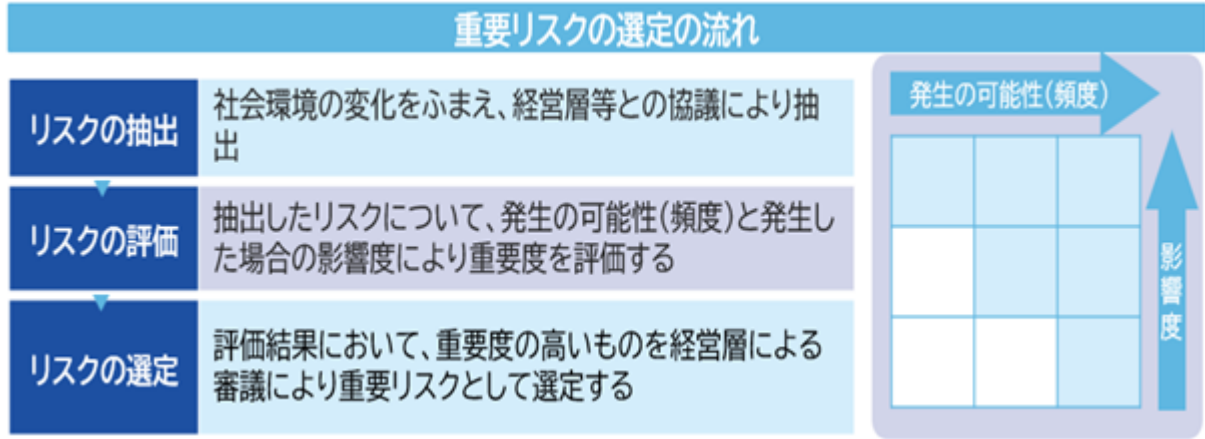 重要リスクの選定の流れ
リスクの抽出
社会環境の変化をふまえ、経営層等との協議により抽
出
リスクの評価
抽出したリスクについて、発生の可能性(頻度)と発生し
た場合の影響度により重要度を評価する
リスクの選定
評価結果において、重要度の高いものを経営層による
審議により重要リスクとして選定する
発生の可能性(頻度)
影響度